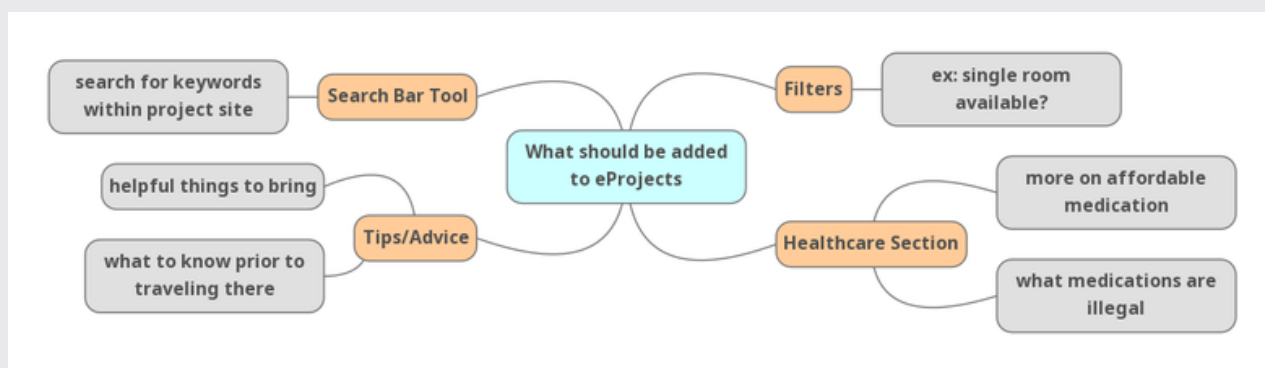 search for keywords
within project site
Search Bar Tool
helpful things to bring
Tips/Advice
what to know prior to
traveling there
What should be added
to eProjects
Filters
ex: single room
available?
Healthcare Section
more on affordable
medication
what medications are
illegal